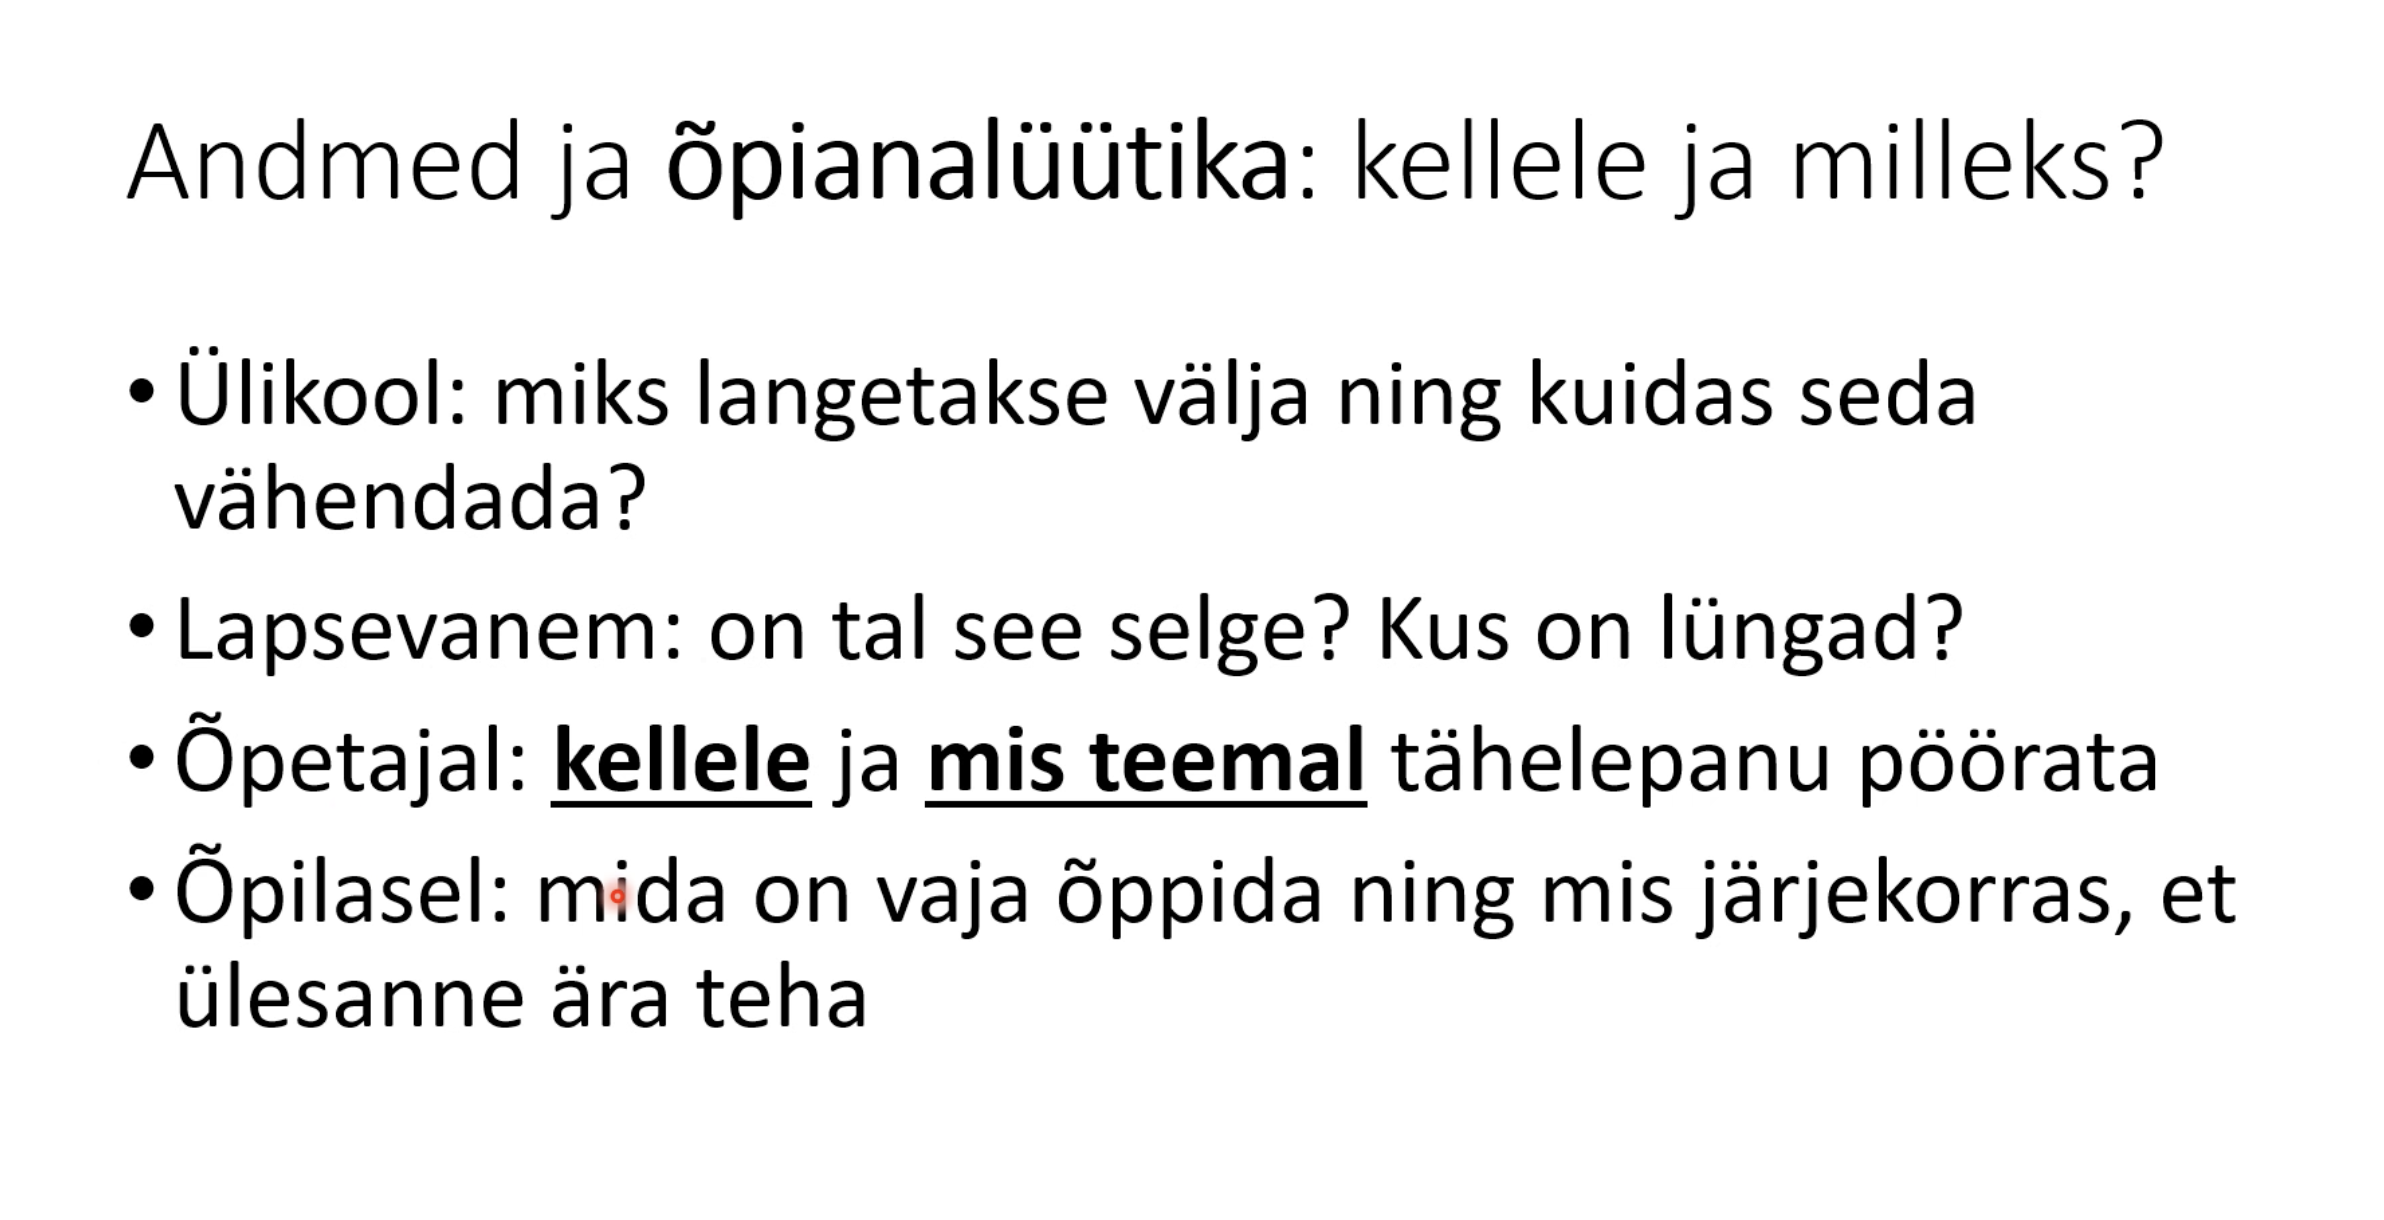 Andmed ja õpianalüütika: kellele ja milleks?
• Ülikool: miks langetakse välja ning kuidas seda
vähendada?
• Lapsevanem: on tal see selge? Kus on lüngad?
• Õpetajal: kellele ja mis teemal tähelepanu pöörata
• Õpilasel: mida on vaja õppida ning mis järjekorras, et
ülesanne ära teha